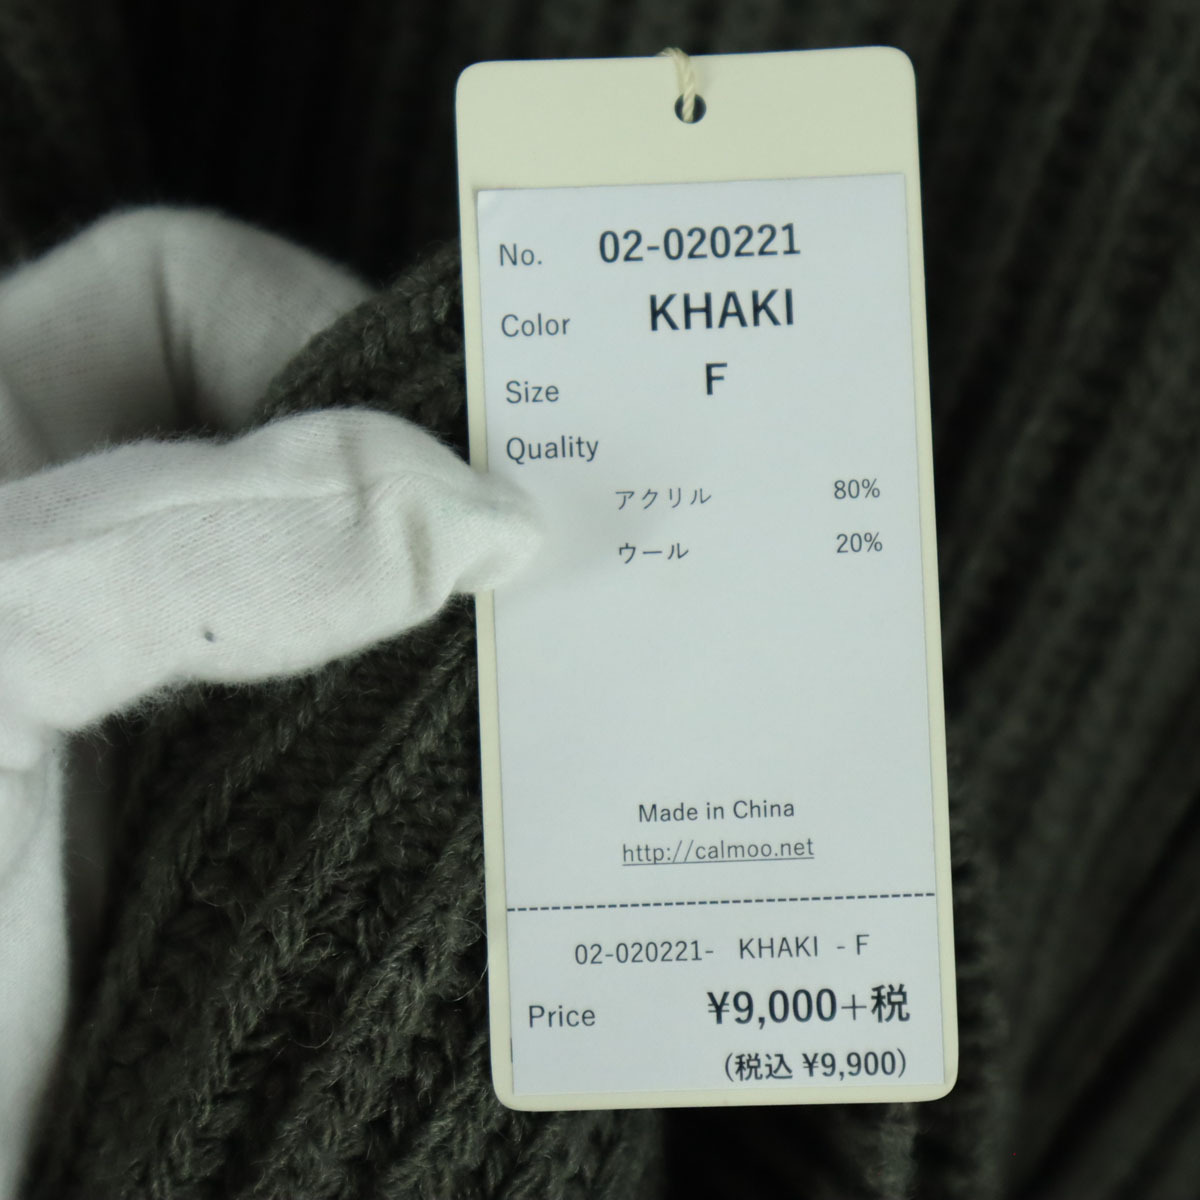 No. 02-020221
Color KHAKI
Size F
Quality
アクリル 80%
ウール 20%
Made in China
http://calmoo.net
02-020221- KHAKI - F
Price ¥9,000+税
(税込 ¥9,900)